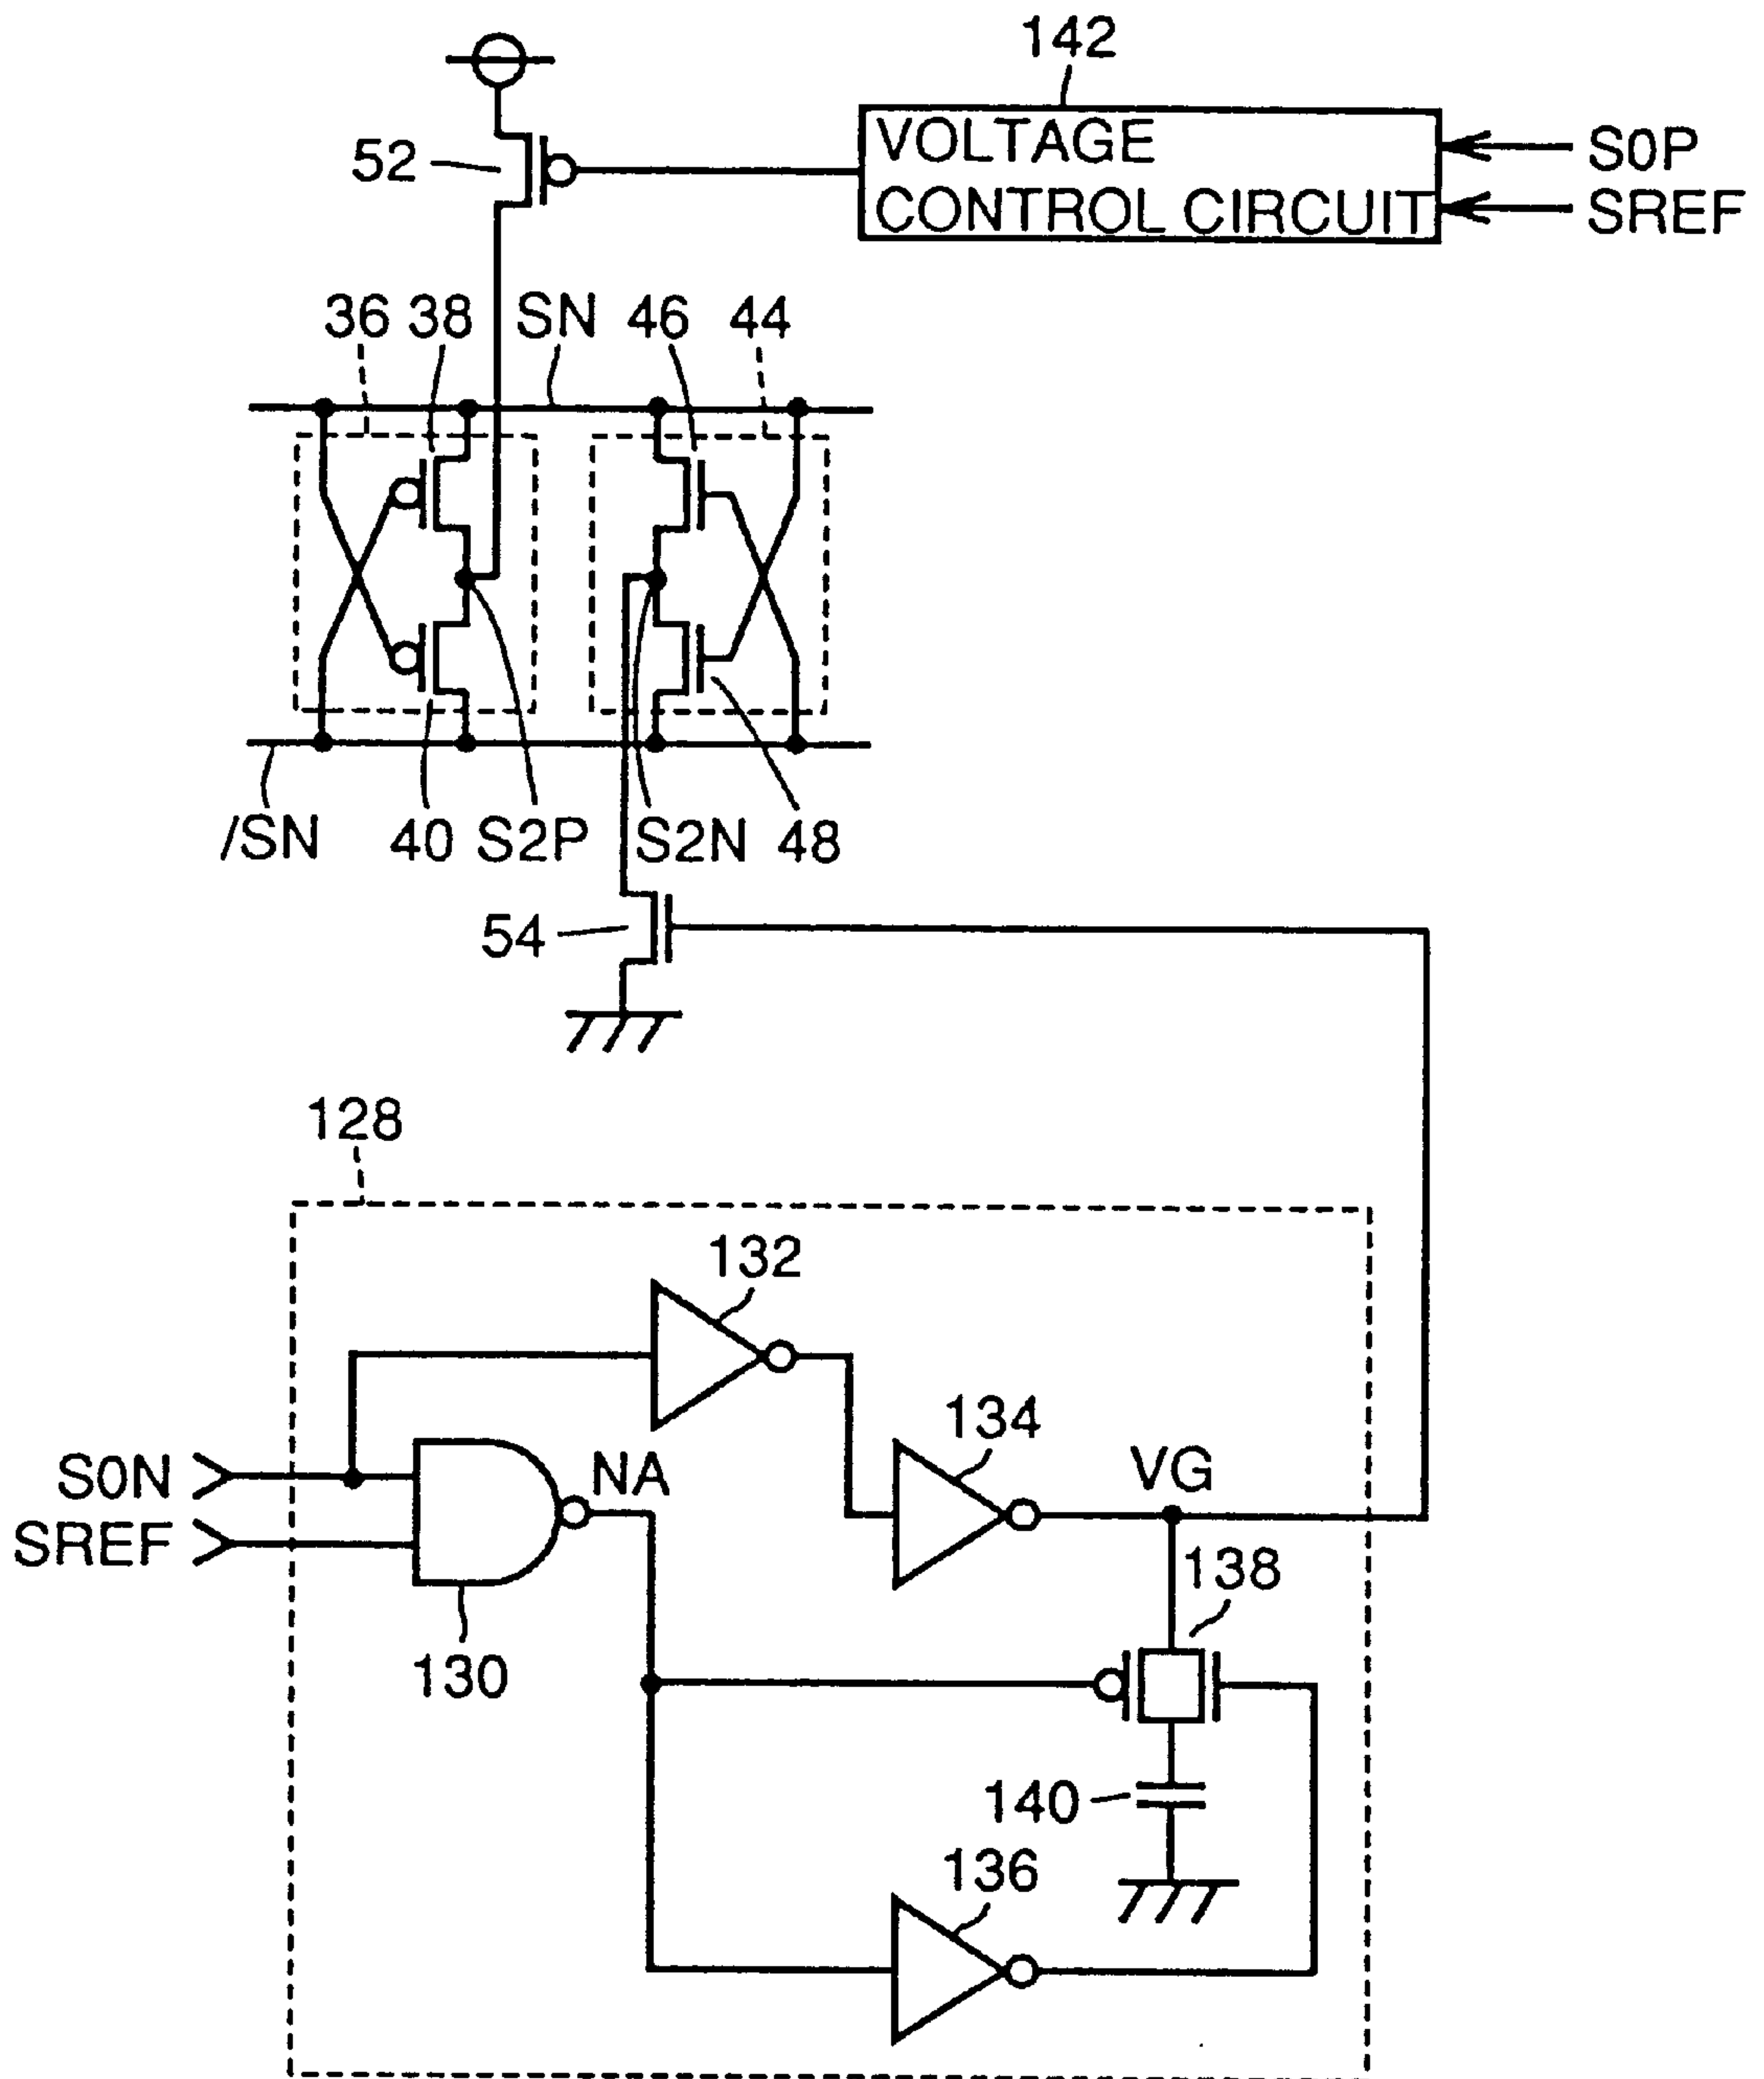 142
52
VOLTAGE
CONTROL CIRCUIT
S0P
SREF
36 38 SN 46 44
/SN 40 S2P S2N 48
54
128
132
134
S0N
NA
VG
SREF
138
130
140
136